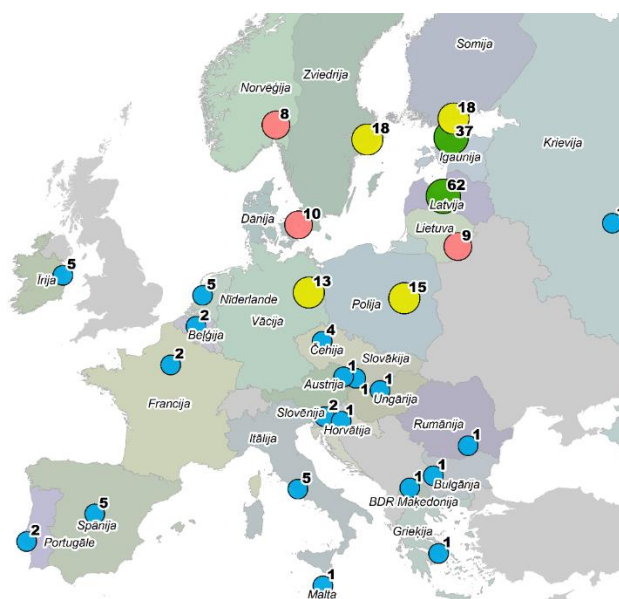 Somija
Zviedrija
Norvēģija
8
18
18
37
Igaunija
Krievija
62
Latvija
Dānija
10
Lietuva
9
5
Īrija
5
Nīderlande
13
15
Polija
Vācija
2
Beļģija
4
Čehija
2
Slovākija
1
Austrija
1
1
Ungārija
Francija
Slovēnija
2
1
Horvātija
Rumānija
1
Itālija
5
1
Bulgārija
1
BDR Maķedonija
5
Spānija
2
Portugāle
Grieķija
1
1
Malta